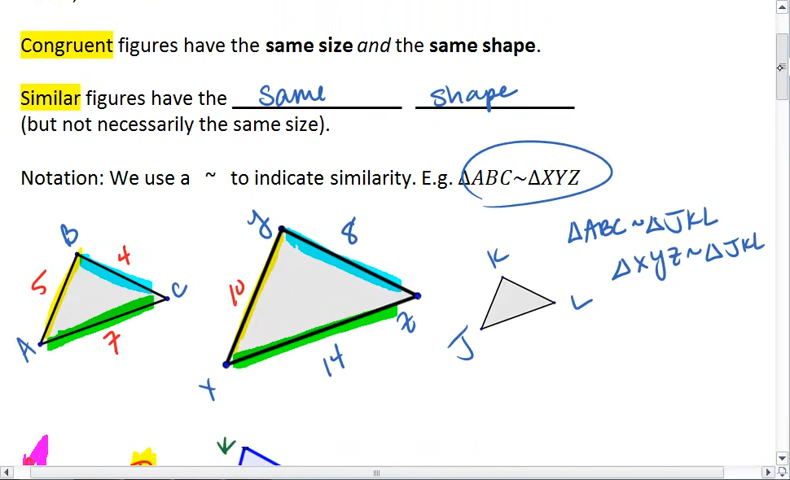 Congruent figures have the same size and the same shape.
Similar figures have the same shape
(but not necessarily the same size).
Notation: We use a ~ to indicate similarity. E.g. ΔABC~ΔXYZ
ΔABC~ΔJKL
ΔXYZ~ΔJKL
B
4
5
C
A
7
y
8
10
z
14
x
K
L
J